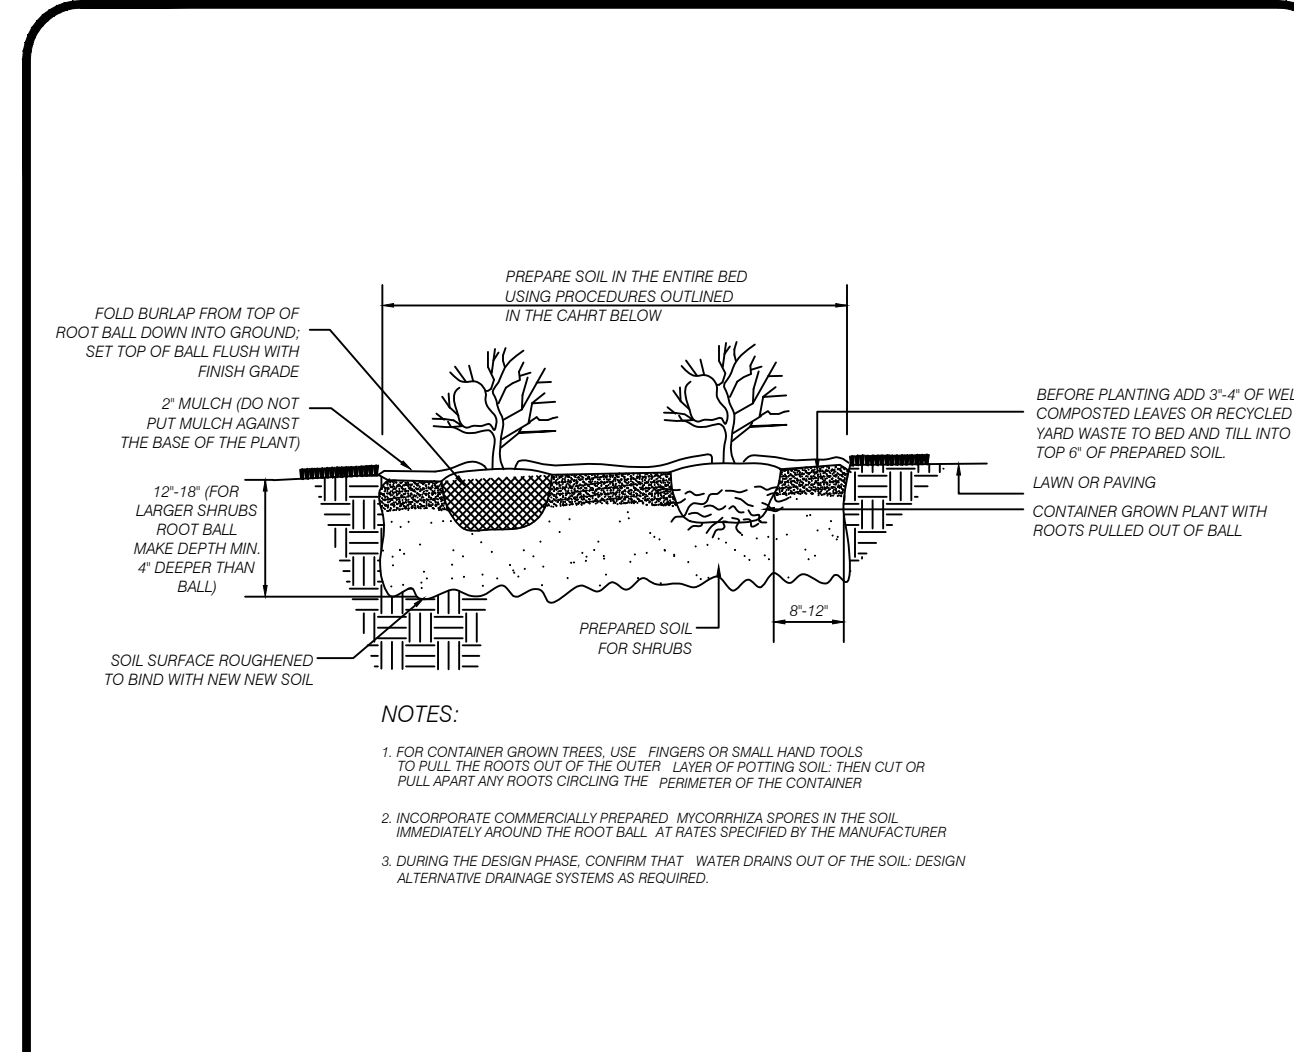 PREPARE SOIL IN THE ENTIRE BED
USING PROCEDURES OUTLINED
IN THE CAHRT BELOW
FOLD BURLAP FROM TOP OF
ROOT BALL DOWN INTO GROUND;
SET TOP OF BALL FLUSH WITH
FINISH GRADE
2" MULCH (DO NOT
PUT MULCH AGAINST
THE BASE OF THE PLANT)
12"-18" (FOR
LARGER SHRUBS
ROOT BALL
MAKE DEPTH MIN.
4" DEEPER THAN
BALL)
SOIL SURFACE ROUGHENED
TO BIND WITH NEW NEW SOIL
BEFORE PLANTING ADD 3"-4" OF WEL
COMPOSTED LEAVES OR RECYCLED
YARD WASTE TO BED AND TILL INTO
TOP 6" OF PREPARED SOIL.
LAWN OR PAVING
CONTAINER GROWN PLANT WITH
ROOTS PULLED OUT OF BALL
8"-12"
PREPARED SOIL
FOR SHRUBS
NOTES:
1. FOR CONTAINER GROWN TREES, USE FINGERS OR SMALL HAND TOOLS
TO PULL THE ROOTS OUT OF THE OUTER LAYER OF POTTING SOIL: THEN CUT OR
PULL APART ANY ROOTS CIRCLING THE PERIMETER OF THE CONTAINER
2. INCORPORATE COMMERCIALLY PREPARED MYCORRHIZA SPORES IN THE SOIL
IMMEDIATELY AROUND THE ROOT BALL AT RATES SPECIFIED BY THE MANUFACTURER
3. DURING THE DESIGN PHASE, CONFIRM THAT WATER DRAINS OUT OF THE SOIL: DESIGN
ALTERNATIVE DRAINAGE SYSTEMS AS REQUIRED.